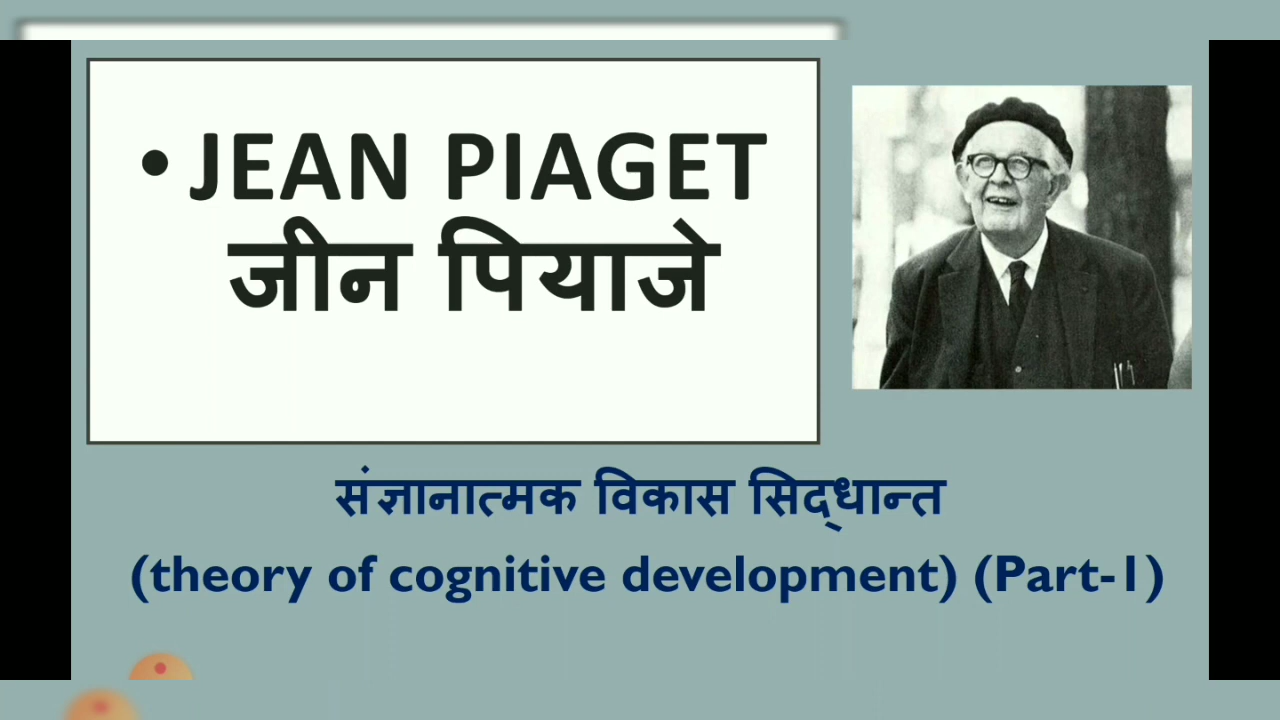 • JEAN PIAGET
जीन पियाजे
संज्ञानात्मक विकास सिद्धान्त
(theory of cognitive development) (Part-1)